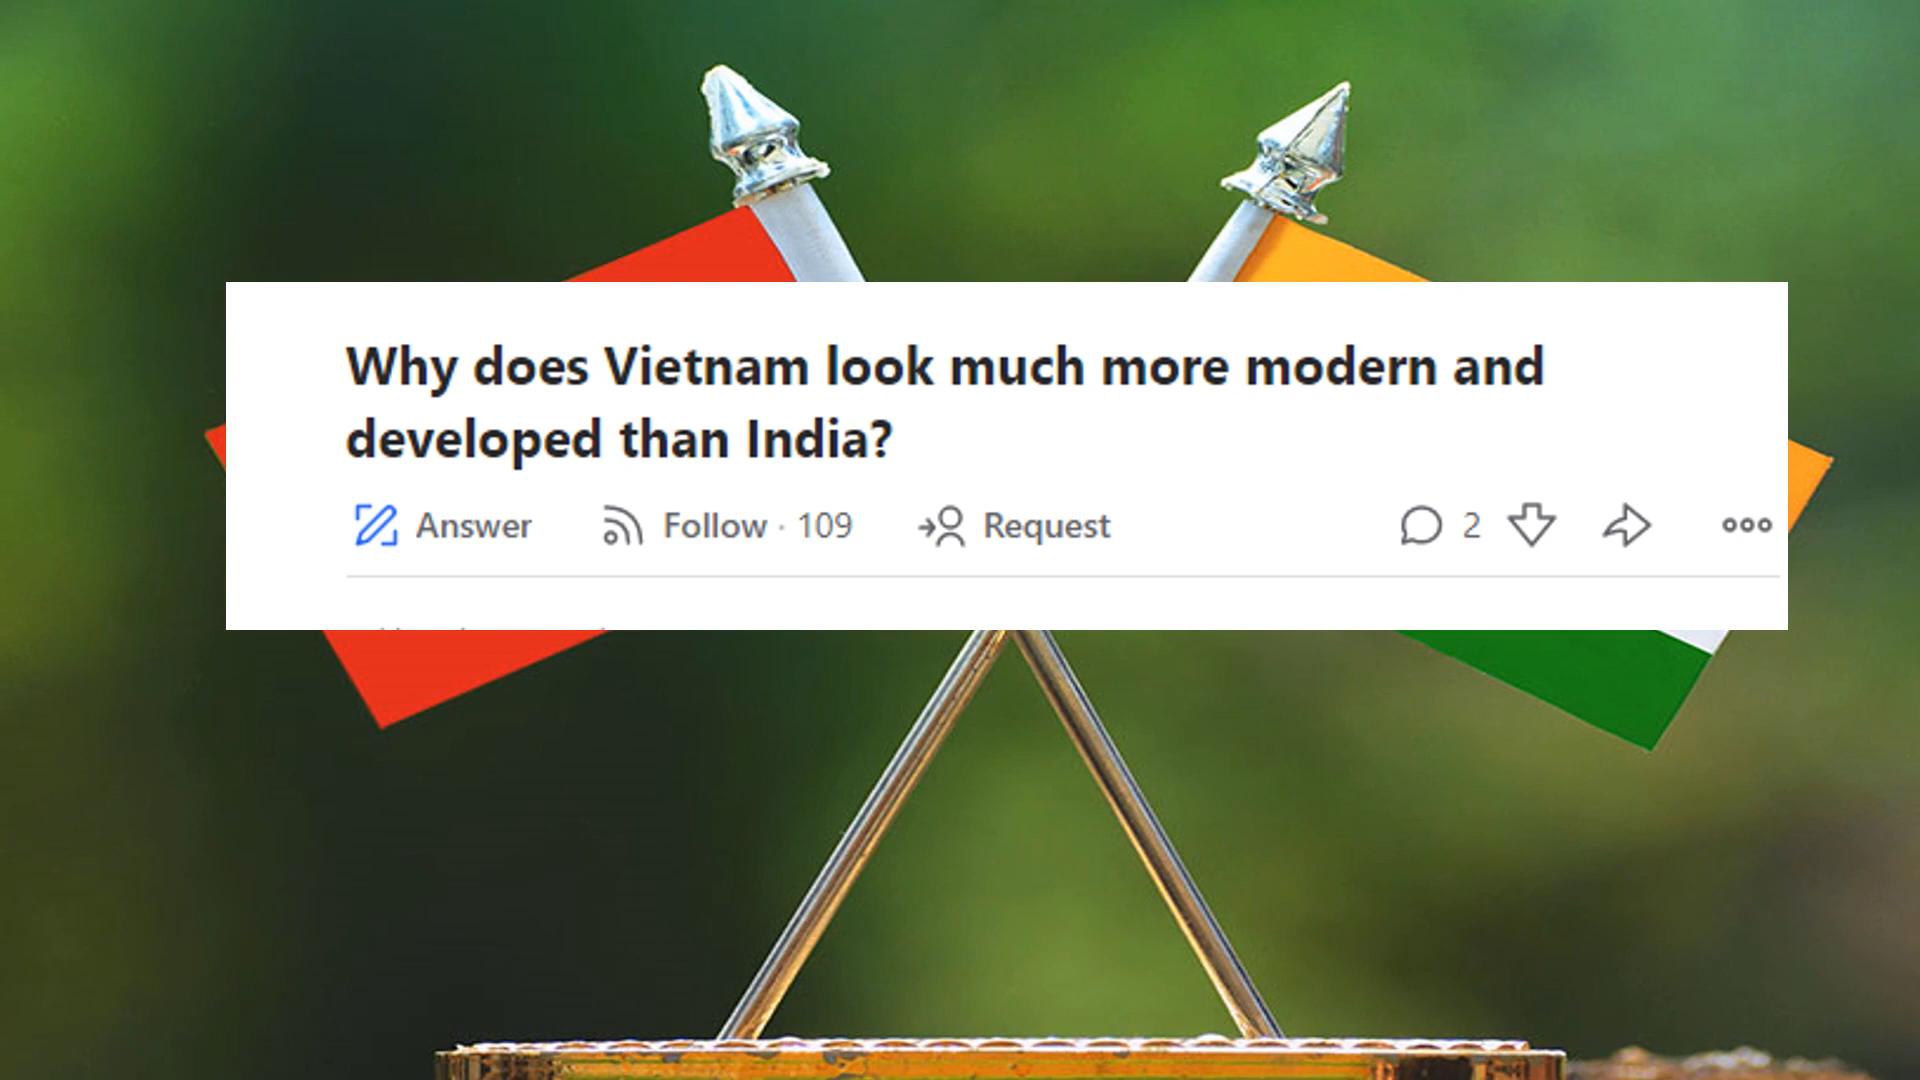 Why does Vietnam look much more modern and
developed than India?
Answer Follow · 109 Request 2